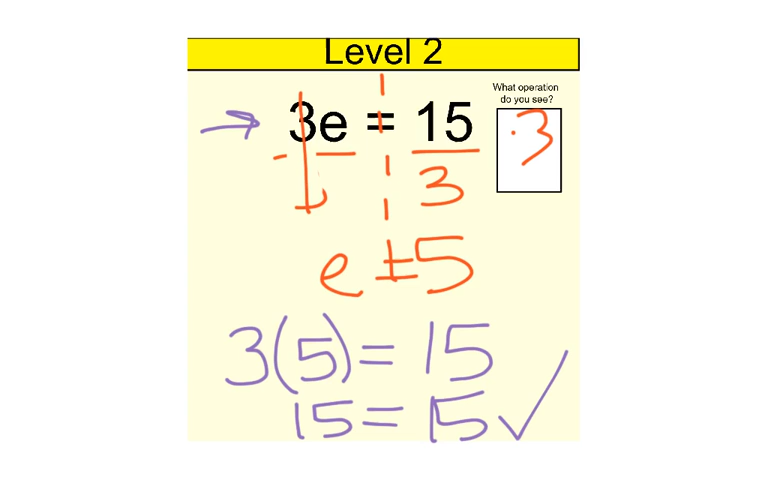 Level 2
What operation
do you see?
3e = 15
·3
3
e = 5
3(5) = 15
15 = 15 ✓